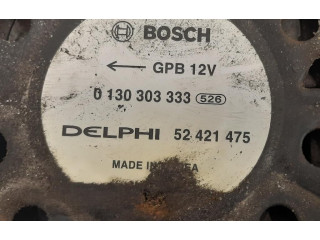 BOSCH
← GPB 12V
0 130 303 333 526
DELPHI 52 421 475
MADE IN